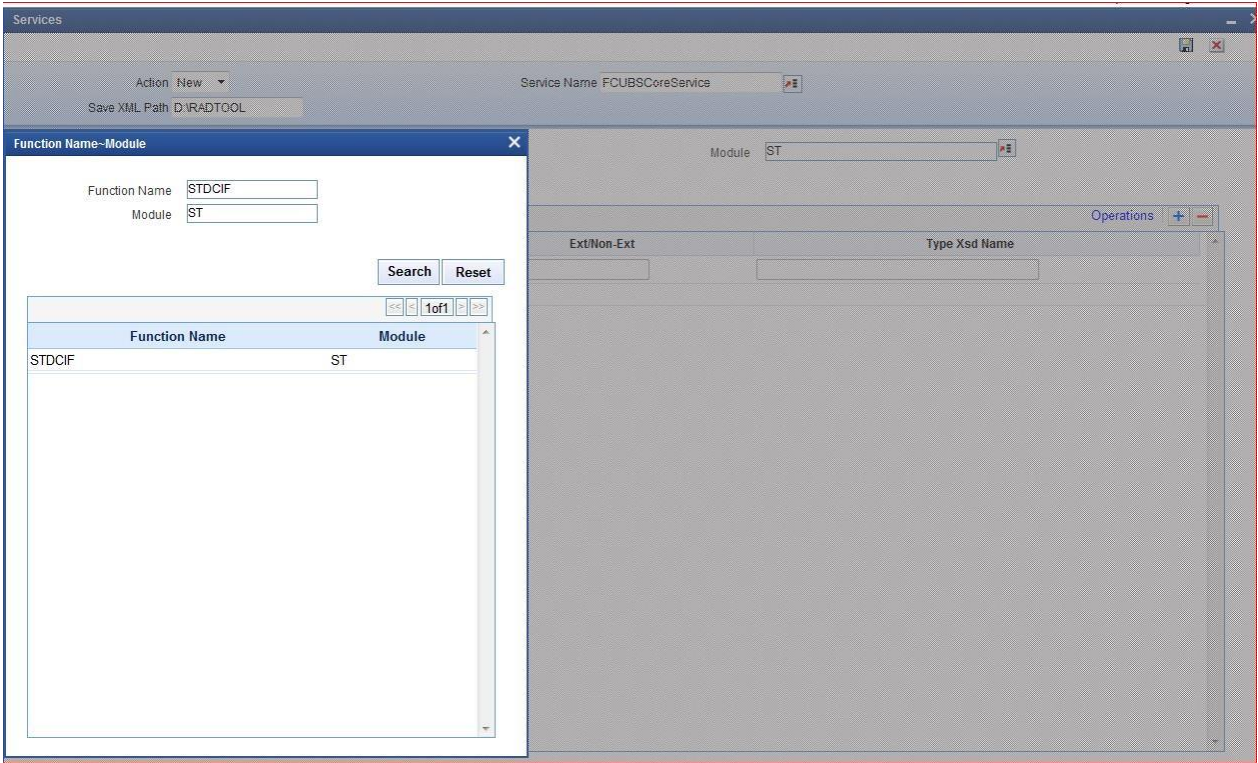 Services
Action New
Service Name FCUBSCoreService
Save XML Path D:\RADTOOL
Function Name~Module
Module ST
Function Name STDCIF
Module ST
Operations + −
Ext/Non-Ext Type Xsd Name
Search Reset
<< < 1of1 > >>
Function Name Module
STDCIF ST